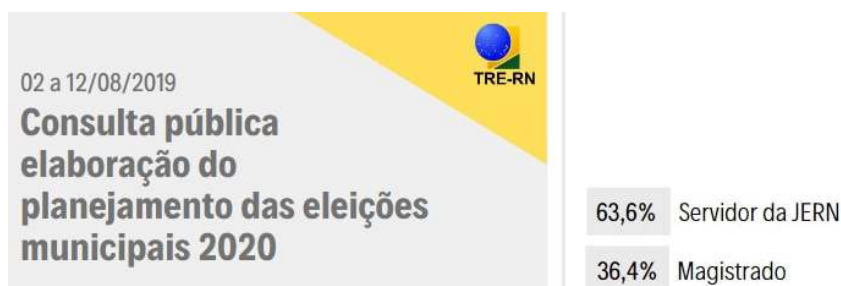 02 a 12/08/2019
TRE-RN
Consulta pública
elaboração do
planejamento das eleições
municipais 2020
63,6% Servidor da JERN
36,4% Magistrado